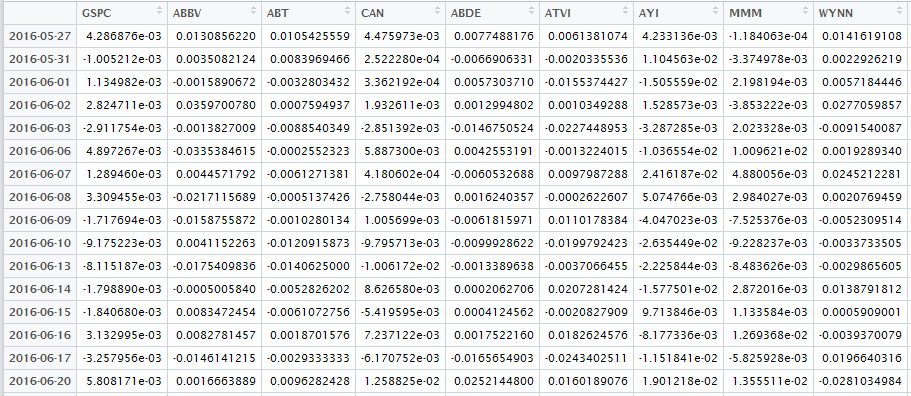 GSPC ABBV ABT CAN ABDE ATVI AYI MMM WYNN
2016-05-27 4.286876e-03 0.0130856220 0.0105425559 4.475973e-03 0.0077488176 0.0061381074 4.233136e-03 -1.184063e-04 0.0141619108
2016-05-31 -1.005212e-03 0.0035082124 0.0083969466 2.522280e-04 -0.0066906331 -0.0020335536 1.104563e-02 -3.374978e-03 0.0022926219
2016-06-01 1.134982e-03 -0.0015890672 -0.0032803432 3.362192e-04 0.0057303710 -0.0155374427 -1.505559e-02 2.198194e-03 0.0057184446
2016-06-02 2.824711e-03 0.0359700780 0.0007594937 1.932611e-03 0.0012994802 0.0010349288 1.528573e-02 -3.853222e-03 0.0277059857
2016-06-03 -2.911754e-03 -0.0013827009 -0.0088540349 -2.851392e-03 -0.0146750524 -0.0227448953 -3.287285e-03 2.023328e-03 -0.0091540087
2016-06-06 4.897267e-03 -0.0335384615 -0.0002552323 5.887300e-03 0.0042553191 -0.0013224015 -1.036554e-02 1.009621e-02 0.0019289340
2016-06-07 1.289460e-03 0.0044571792 -0.0061271381 4.180602e-04 -0.0060532688 0.0097987288 2.416187e-02 4.880056e-03 0.0245212281
2016-06-08 3.309455e-03 -0.0217115689 -0.0005137426 -2.758044e-03 0.0016240357 -0.0002622607 5.074766e-03 2.984027e-03 0.0020769459
2016-06-09 -1.717694e-03 -0.0158755872 -0.0010280134 1.005699e-03 -0.0061815971 0.0110178384 -4.047023e-03 -7.525376e-03 -0.0052309514
2016-06-10 -9.175223e-03 0.0041152263 -0.0120915873 -9.795713e-03 -0.0099928622 -0.0199792423 -2.635449e-02 -9.228237e-03 -0.0033733505
2016-06-13 -8.115187e-03 -0.0175409836 -0.0140625000 -1.006172e-02 -0.0013389638 -0.0037066455 -2.225844e-03 -8.483626e-03 -0.0029865605
2016-06-14 -1.798890e-03 -0.0005005840 -0.0052826202 8.626580e-03 0.0002062706 0.0207281424 -1.577501e-02 2.872016e-03 0.0138791812
2016-06-15 -1.840680e-03 0.0083472454 -0.0061072756 -5.419595e-03 0.0004124562 -0.0020827909 9.713846e-03 1.133584e-03 0.0005909001
2016-06-16 3.132995e-03 0.0082781457 0.0018701576 7.237122e-03 0.0017522160 0.0182624576 -8.177336e-03 1.269368e-02 -0.0039370079
2016-06-17 -3.257956e-03 -0.0146141215 -0.0029333333 -6.170752e-03 -0.0165654903 -0.0243402511 -1.151841e-02 -5.825928e-03 0.0196640316
2016-06-20 5.808171e-03 0.0016663889 0.0096282428 1.258825e-02 0.0252144800 0.0160189076 1.901218e-02 1.355511e-02 -0.0281034984